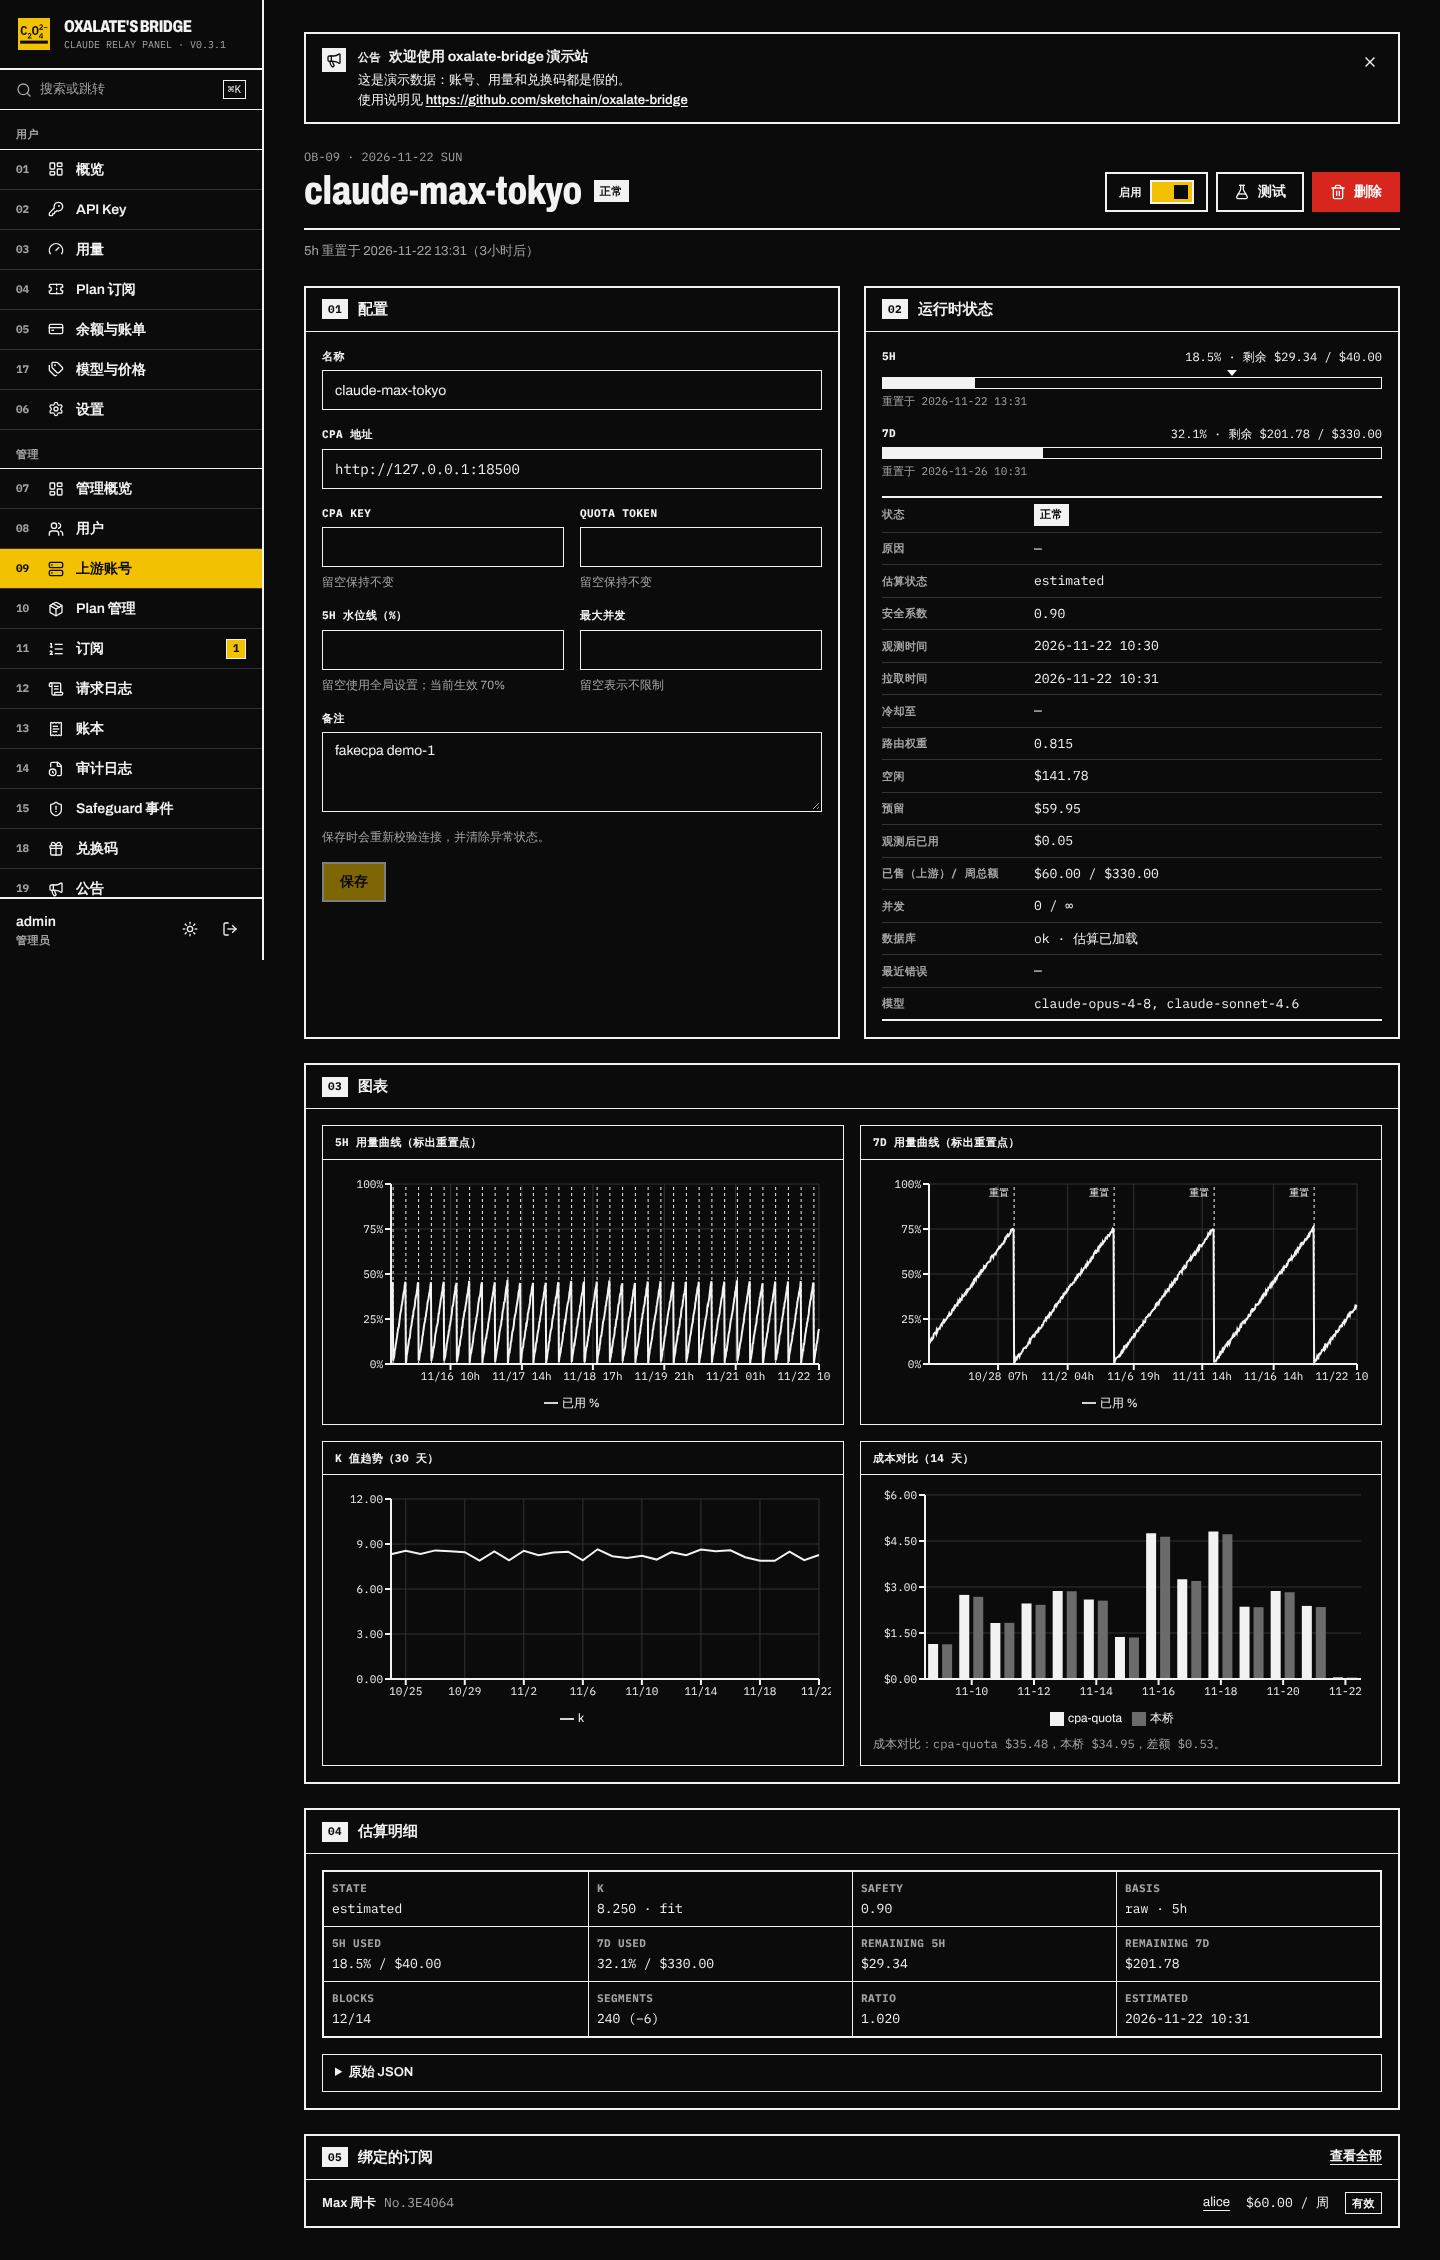 C₂O₄²⁻
OXALATE'S BRIDGE
CLAUDE RELAY PANEL · V0.3.1
搜索或跳转 ⌘K
用户
01 概览
02 API Key
03 用量
04 Plan 订阅
05 余额与账单
17 模型与价格
06 设置
管理
07 管理概览
08 用户
09 上游账号
10 Plan 管理
11 订阅 1
12 请求日志
13 账本
14 审计日志
15 Safeguard 事件
18 兑换码
19 公告
admin
管理员
公告 欢迎使用 oxalate-bridge 演示站
这是演示数据：账号、用量和兑换码都是假的。
使用说明见 https://github.com/sketchain/oxalate-bridge
OB-09 · 2026-11-22 SUN
claude-max-tokyo 正常
启用 测试 删除
5h 重置于 2026-11-22 13:31（3小时后）
01 配置
名称
claude-max-tokyo
CPA 地址
http://127.0.0.1:18500
CPA KEY QUOTA TOKEN
留空保持不变 留空保持不变
5H 水位线（%） 最大并发
留空使用全局设置；当前生效 70% 留空表示不限制
备注
fakecpa demo-1
保存时会重新校验连接，并清除异常状态。
保存
02 运行时状态
5H 18.5% · 剩余 $29.34 / $40.00
重置于 2026-11-22 13:31
7D 32.1% · 剩余 $201.78 / $330.00
重置于 2026-11-26 10:31
状态 正常
原因 —
估算状态 estimated
安全系数 0.90
观测时间 2026-11-22 10:30
拉取时间 2026-11-22 10:31
冷却至 —
路由权重 0.815
空闲 $141.78
预留 $59.95
观测后已用 $0.05
已售（上游）/ 周总额 $60.00 / $330.00
并发 0 / ∞
数据库 ok · 估算已加载
最近错误 —
模型 claude-opus-4-8, claude-sonnet-4.6
03 图表
5H 用量曲线（标出重置点）
100%
75%
50%
25%
0%
11/16 10h 11/17 14h 11/18 17h 11/19 21h 11/21 01h 11/22 10
已用 %
7D 用量曲线（标出重置点）
100%
重置 重置 重置 重置
75%
50%
25%
0%
10/28 07h 11/2 04h 11/6 19h 11/11 14h 11/16 14h 11/22 10
已用 %
K 值趋势（30 天）
12.00
9.00
6.00
3.00
0.00
10/25 10/29 11/2 11/6 11/10 11/14 11/18 11/22
k
成本对比（14 天）
$6.00
$4.50
$3.00
$1.50
$0.00
11-10 11-12 11-14 11-16 11-18 11-20 11-22
cpa-quota 本桥
成本对比：cpa-quota $35.48，本桥 $34.95，差额 $0.53。
04 估算明细
STATE K SAFETY BASIS
estimated 8.250 · fit 0.90 raw · 5h
5H USED 7D USED REMAINING 5H REMAINING 7D
18.5% / $40.00 32.1% / $330.00 $29.34 $201.78
BLOCKS SEGMENTS RATIO ESTIMATED
12/14 240 (−6) 1.020 2026-11-22 10:31
▶ 原始 JSON
05 绑定的订阅 查看全部
Max 周卡 No.3E4064 alice $60.00 / 周 有效